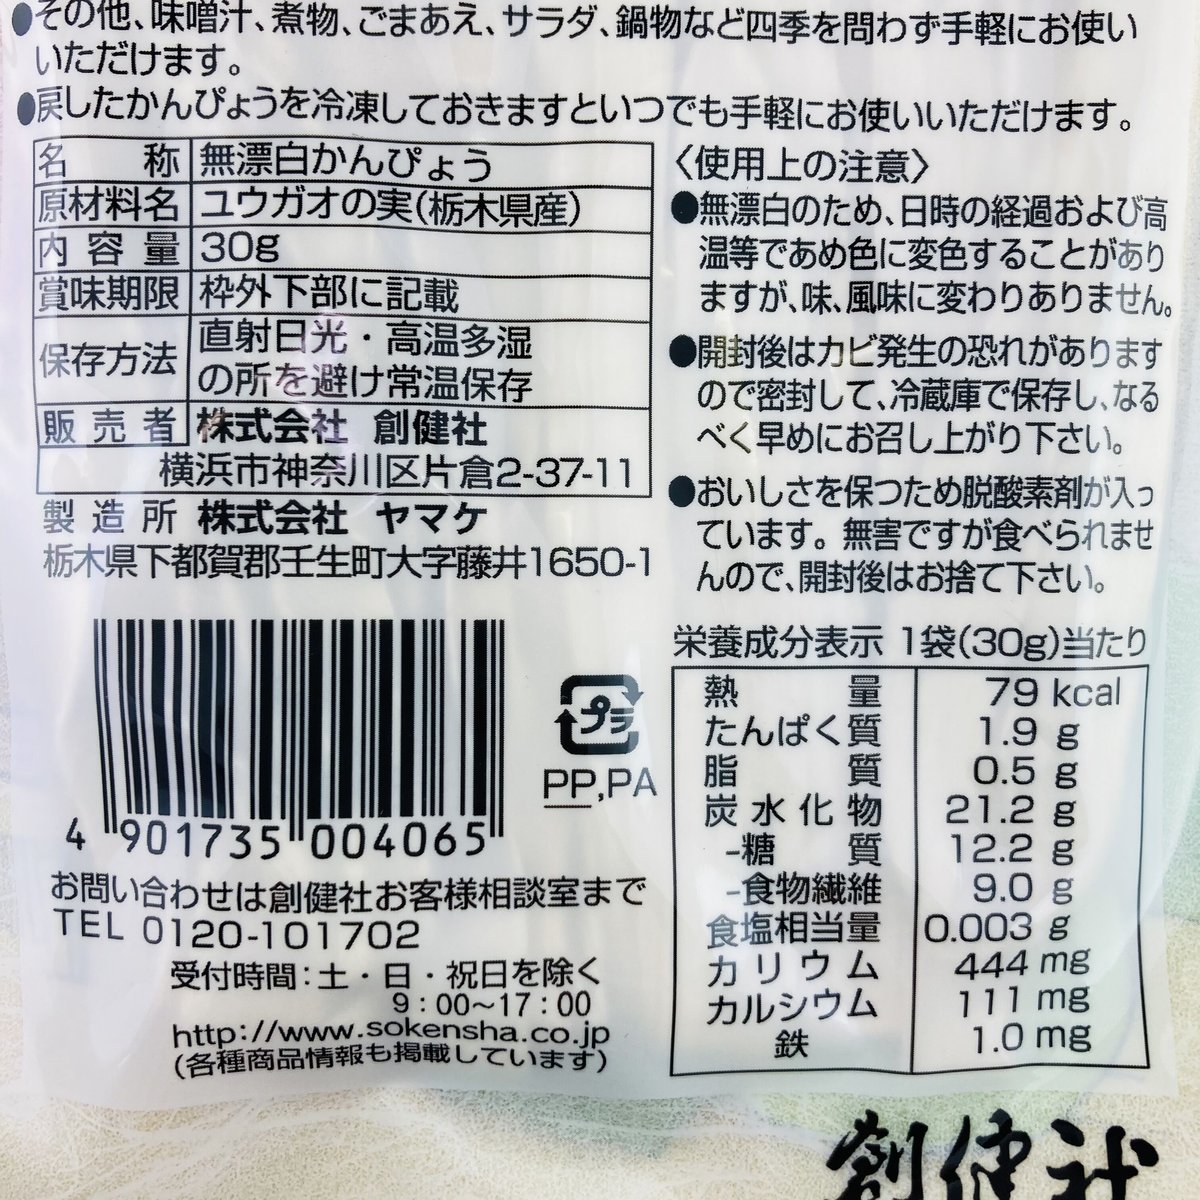 ●その他、味噌汁、煮物、ごまあえ、サラダ、鍋物など四季を問わず手軽にお使い
いただけます。
●戻したかんぴょうを冷凍しておきますといつでも手軽にお使いいただけます。
名称 無漂白かんぴょう
原材料名 ユウガオの実(栃木県産)
内容量 30g
賞味期限 枠外下部に記載
保存方法 直射日光・高温多湿
の所を避け常温保存
販売者 株式会社 創健社
横浜市神奈川区片倉2-37-11
製造所 株式会社 ヤマケ
栃木県下都賀郡壬生町大字藤井1650-1
〈使用上の注意〉
●無漂白のため、日時の経過および高
温等であめ色に変色することがあり
ますが、味、風味に変わりありません。
●開封後はカビ発生の恐れがあります
ので密封して、冷蔵庫で保存し、なる
べく早めにお召し上がり下さい。
●おいしさを保つため脱酸素剤が入っ
ています。無害ですが食べられませ
んので、開封後はお捨て下さい。
4 901735 004065
プラ
PP,PA
お問い合わせは創健社お客様相談室まで
TEL 0120-101702
受付時間：土・日・祝日を除く
9：00～17：00
http://www.sokensha.co.jp
(各種商品情報も掲載しています)
栄養成分表示 1袋(30g)当たり
熱量 79 kcal
たんぱく質 1.9 g
脂質 0.5 g
炭水化物 21.2 g
-糖質 12.2 g
-食物繊維 9.0 g
食塩相当量 0.003 g
カリウム 444 mg
カルシウム 111 mg
鉄 1.0 mg
創健社